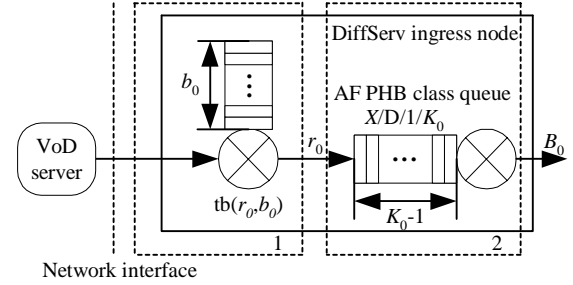 DiffServ ingress node
b₀
AF PHB class queue
X/D/1/K₀
VoD
server
r₀
B₀
tb(r₀,b₀)
K₀-1
1
2
Network interface